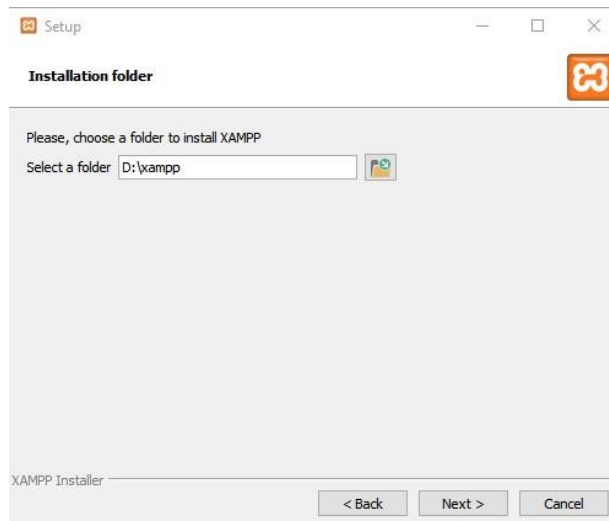 Setup
Installation folder
Please, choose a folder to install XAMPP
Select a folder D:\xampp
XAMPP Installer
< Back Next > Cancel